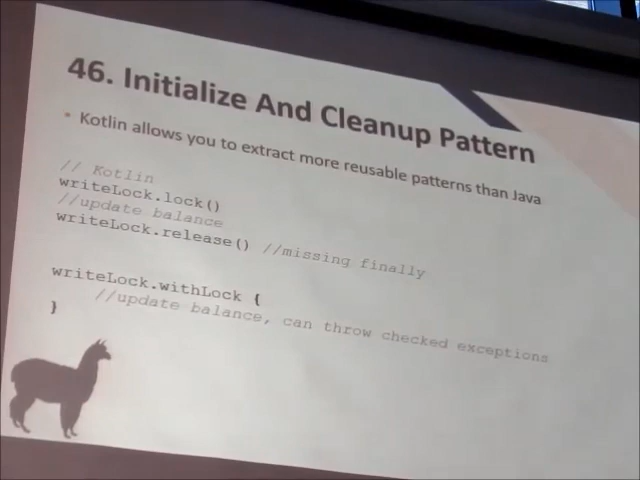 46. Initialize And Cleanup Pattern
• Kotlin allows you to extract more reusable patterns than Java
// Kotlin
writeLock.lock()
//update balance
writeLock.release() //missing finally
writeLock.withLock {
//update balance, can throw checked exceptions
}